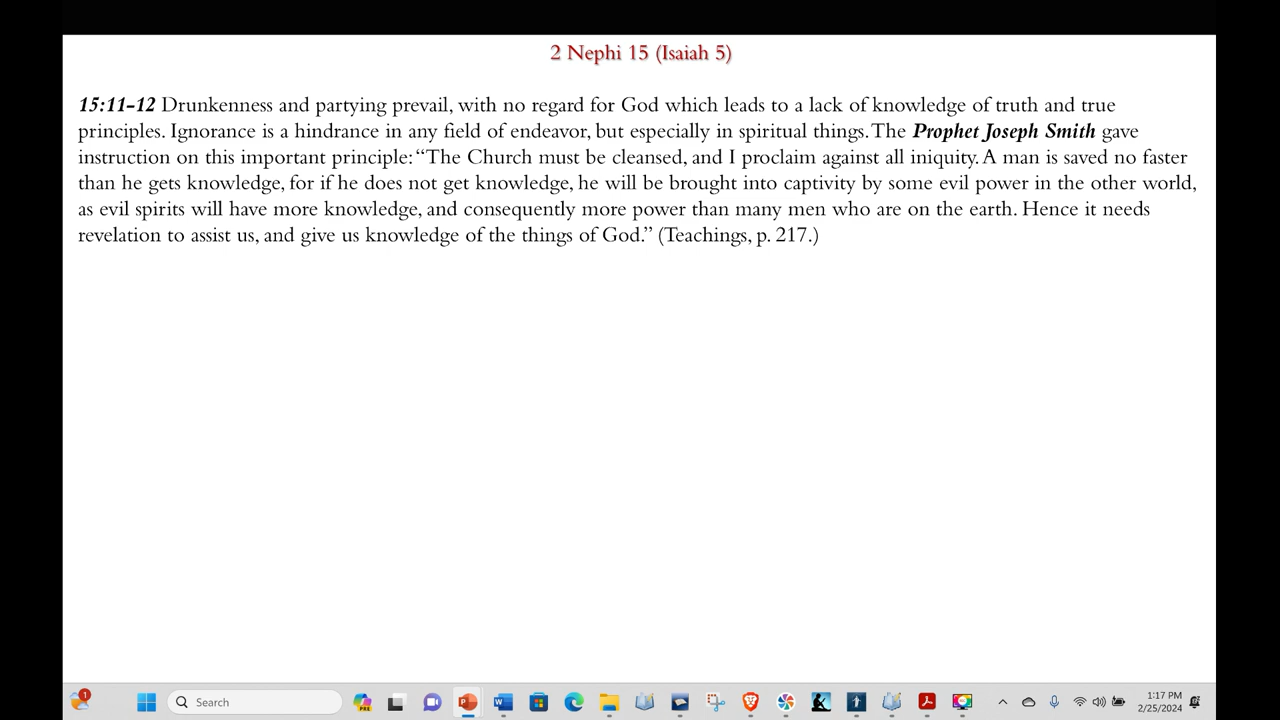 2 Nephi 15 (Isaiah 5)
15:11-12 Drunkenness and partying prevail, with no regard for God which leads to a lack of knowledge of truth and true
principles. Ignorance is a hindrance in any field of endeavor, but especially in spiritual things. The Prophet Joseph Smith gave
instruction on this important principle: “The Church must be cleansed, and I proclaim against all iniquity. A man is saved no faster
than he gets knowledge, for if he does not get knowledge, he will be brought into captivity by some evil power in the other world,
as evil spirits will have more knowledge, and consequently more power than many men who are on the earth. Hence it needs
revelation to assist us, and give us knowledge of the things of God.” (Teachings, p. 217.)
1
Search
PRE
1:17 PM
2/25/2024